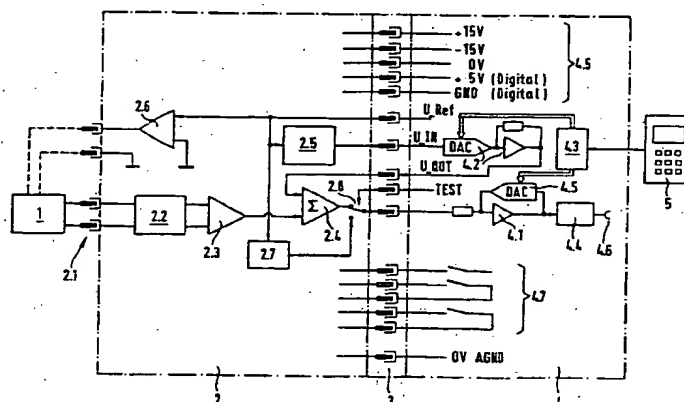 +15V
-15V
0V
+5V (Digital)
GND (Digital)
4.5
2.6
U_Ref
2.5
U_IN
DAC
4.2
4.3
U_OUT
2.8
TEST
DAC
4.5
5
1
2.2
2.3
Σ
2.4
4.1
4.4
4.6
2.1
2.7
4.7
0V AGND
2
3